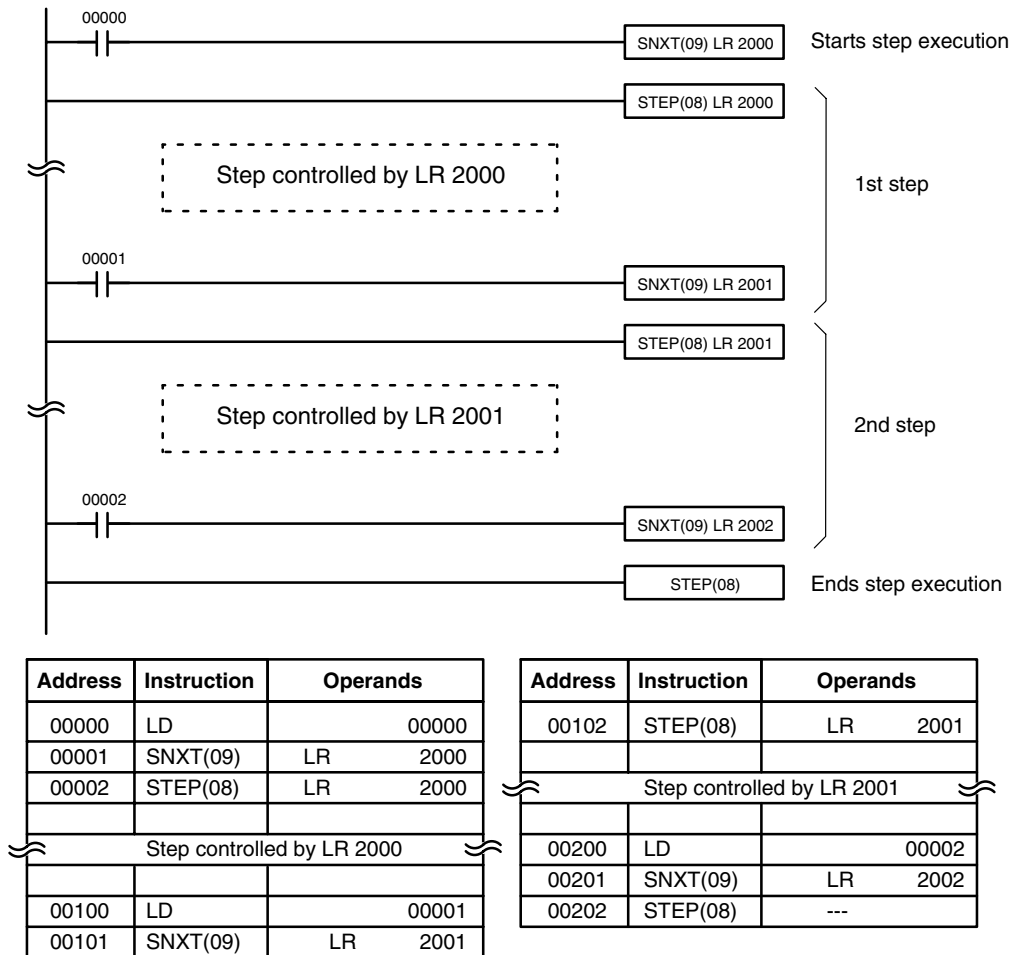 00000
SNXT(09) LR 2000 Starts step execution
STEP(08) LR 2000
Step controlled by LR 2000
1st step
00001
SNXT(09) LR 2001
STEP(08) LR 2001
Step controlled by LR 2001
2nd step
00002
SNXT(09) LR 2002
STEP(08) Ends step execution
Address Instruction Operands
00000 LD 00000
00001 SNXT(09) LR 2000
00002 STEP(08) LR 2000
Step controlled by LR 2000
00100 LD 00001
00101 SNXT(09) LR 2001
Address Instruction Operands
00102 STEP(08) LR 2001
Step controlled by LR 2001
00200 LD 00002
00201 SNXT(09) LR 2002
00202 STEP(08) ---